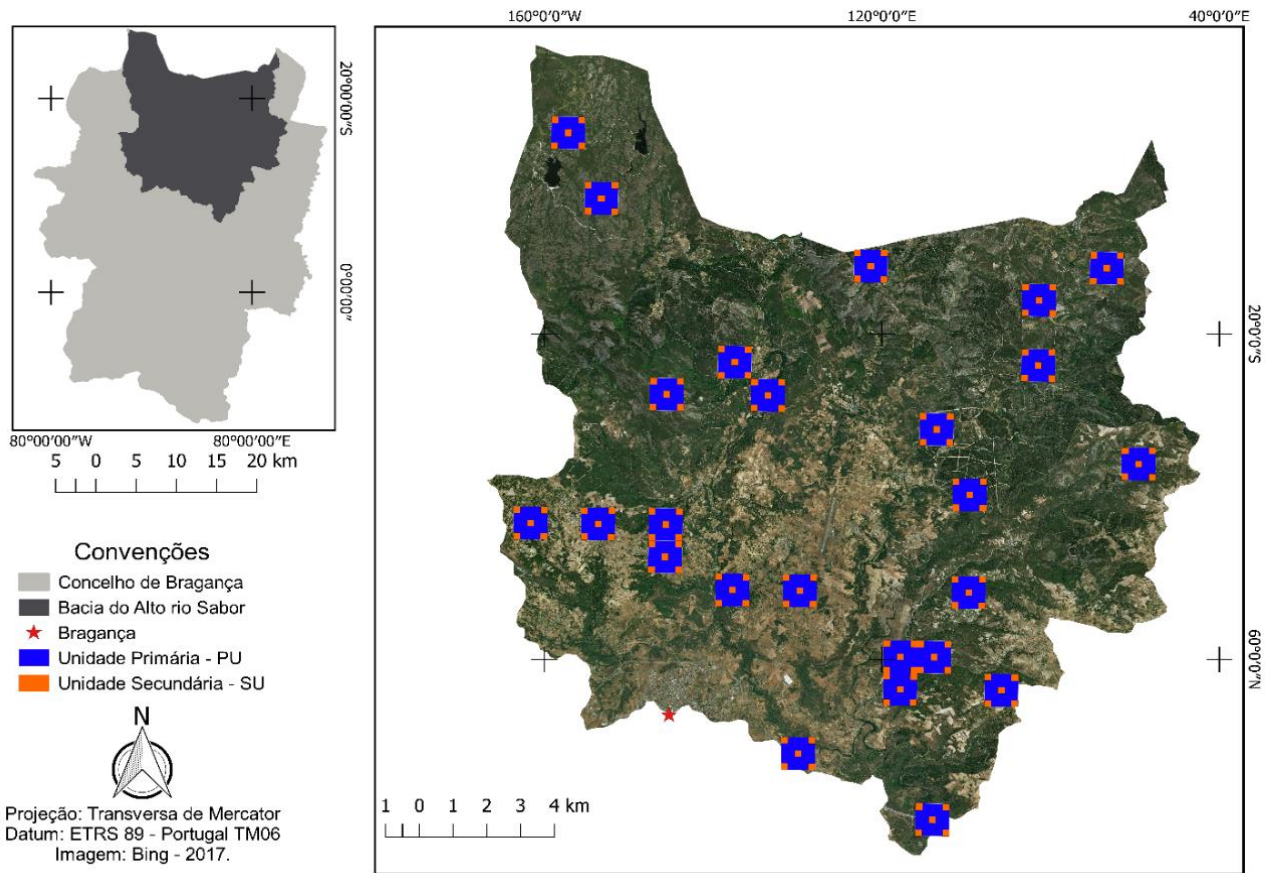 160°0′0″W 120°0′0″E 40°0′0″E
20°00′00″S
0°00′00″
80°00′00″W 80°00′00″E
5 0 5 10 15 20 km
20°0′0″S
60°0′0″N
Convenções
Concelho de Bragança
Bacia do Alto rio Sabor
Bragança
Unidade Primária - PU
Unidade Secundária - SU
N
Projeção: Transversa de Mercator
Datum: ETRS 89 - Portugal TM06
Imagem: Bing - 2017.
1 0 1 2 3 4 km